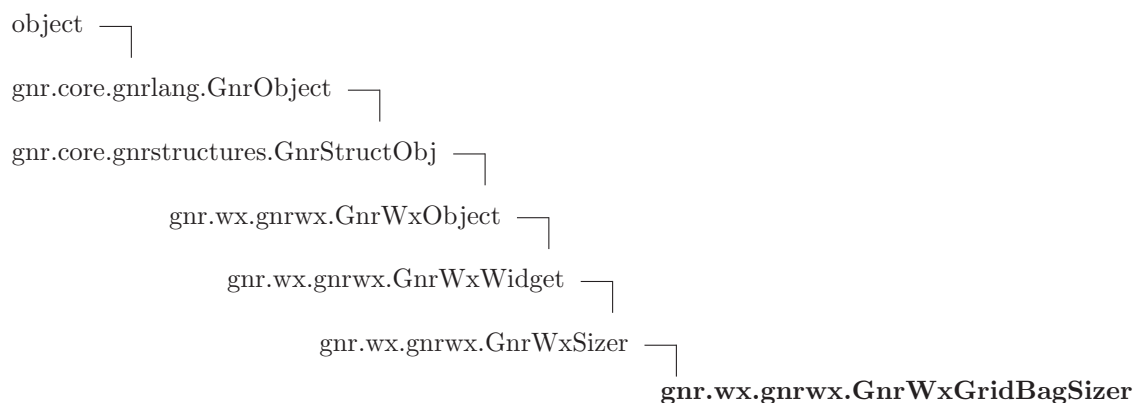 object
gnr.core.gnrlang.GnrObject
gnr.core.gnrstructures.GnrStructObj
gnr.wx.gnrwx.GnrWxObject
gnr.wx.gnrwx.GnrWxWidget
gnr.wx.gnrwx.GnrWxSizer
gnr.wx.gnrwx.GnrWxGridBagSizer